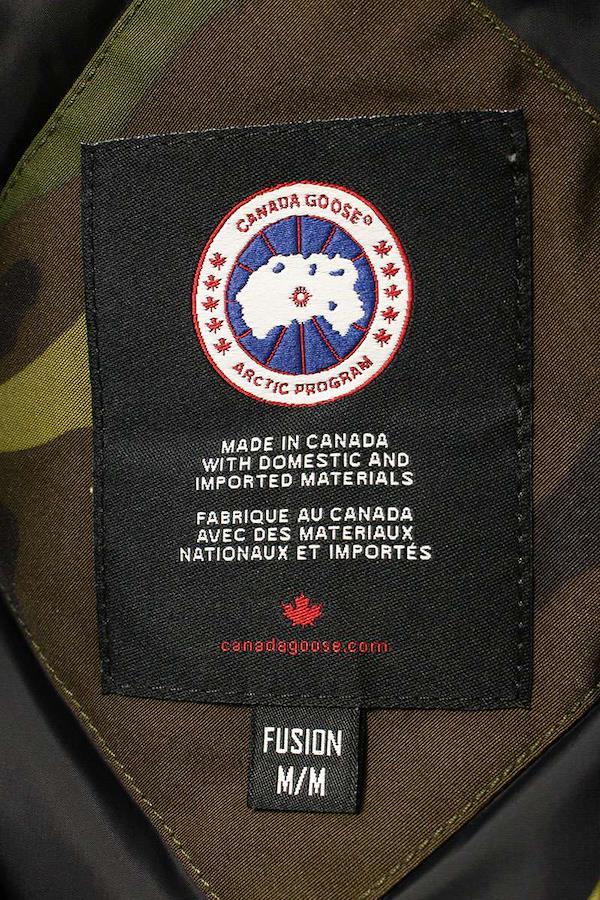 CANADA GOOSE®
ARCTIC PROGRAM
MADE IN CANADA
WITH DOMESTIC AND
IMPORTED MATERIALS
FABRIQUE AU CANADA
AVEC DES MATERIAUX
NATIONAUX ET IMPORTÉS
canadagoose.com
FUSION
M/M